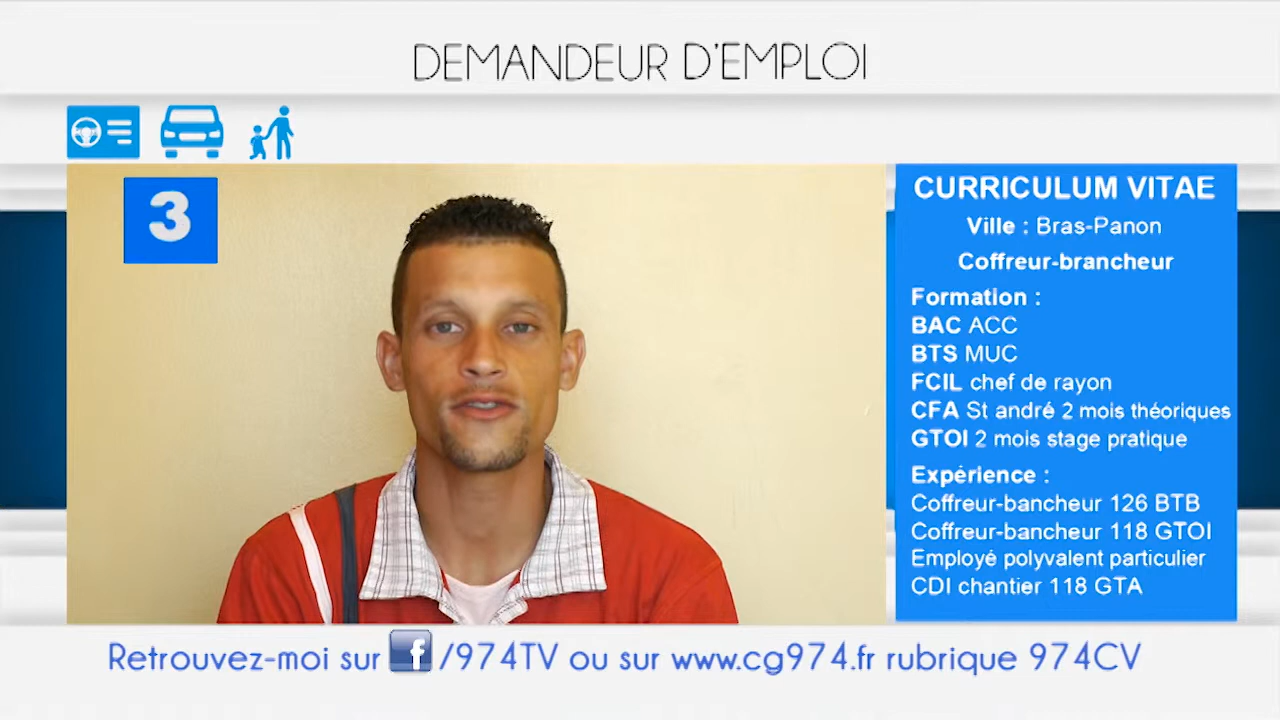 DEMANDEUR D'EMPLOI
3
CURRICULUM VITAE
Ville : Bras-Panon
Coffreur-brancheur
Formation :
BAC ACC
BTS MUC
FCIL chef de rayon
CFA St andré 2 mois théoriques
GTOI 2 mois stage pratique
Expérience :
Coffreur-bancheur 126 BTB
Coffreur-bancheur 118 GTOI
Employé polyvalent particulier
CDI chantier 118 GTA
Retrouvez-moi sur f /974TV ou sur www.cg974.fr rubrique 974CV